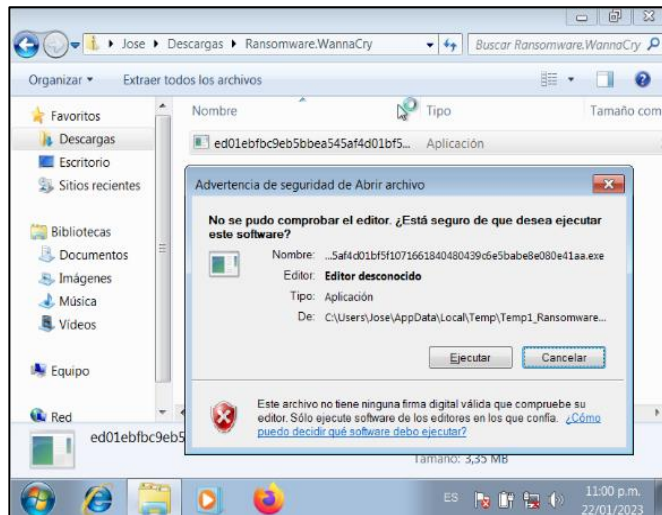 Jose
Descargas
Ransomware.WannaCry
Buscar Ransomware.WannaCry
Organizar
Extraer todos los archivos
Nombre
Tipo
Tamaño com
Favoritos
Descargas
Escritorio
Sitios recientes
Bibliotecas
Documentos
Imágenes
Música
Vídeos
Equipo
Red
ed01ebfbc9eb5bbea545af4d01bf5... Aplicación
Advertencia de seguridad de Abrir archivo
No se pudo comprobar el editor. ¿Está seguro de que desea ejecutar
este software?
Nombre: ...5af4d01bf5f1071661840480439c6e5babe8e080e41aa.exe
Editor: Editor desconocido
Tipo: Aplicación
De: C:\Users\Jose\AppData\Local\Temp\Temp1_Ransomware...
Ejecutar
Cancelar
Este archivo no tiene ninguna firma digital válida que compruebe su
editor. Sólo ejecute software de los editores en los que confía. ¿Cómo
puedo decidir qué software debo ejecutar?
ed01ebfbc9eb5
Tamaño: 3,35 MB
ES
11:00 p.m.
22/01/2023